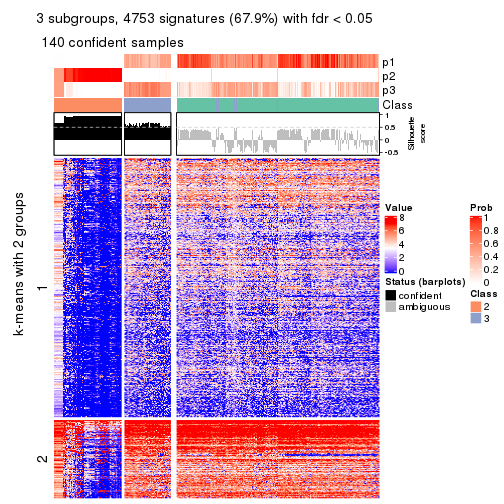 3 subgroups, 4753 signatures (67.9%) with fdr < 0.05
140 confident samples
p1
p2
p3
Class
1
0.5
0
-0.5
Silhouette
score
k-means with 2 groups
1
2
Value
8
6
4
2
0
Status (barplots)
confident
ambiguous
Prob
1
0.8
0.6
0.4
0.2
0
Class
2
3